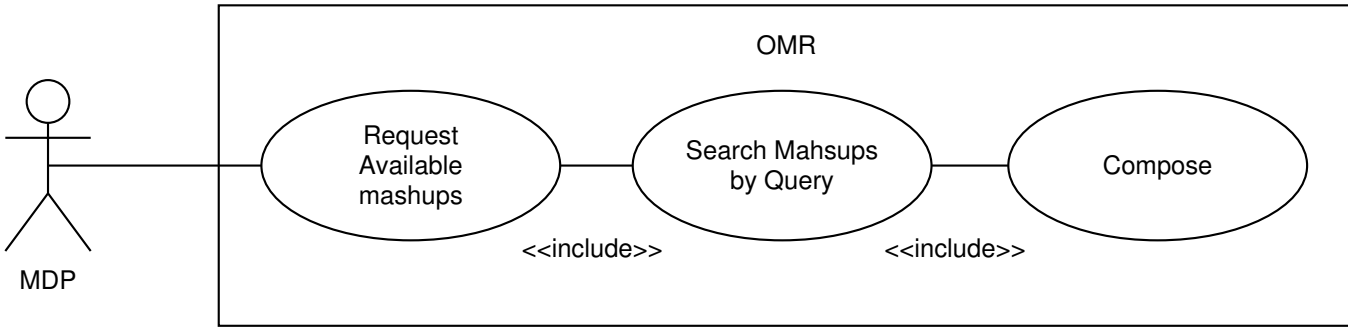 OMR
Request
Available
mashups
Search Mahsups
by Query
Compose
<<include>>
<<include>>
MDP